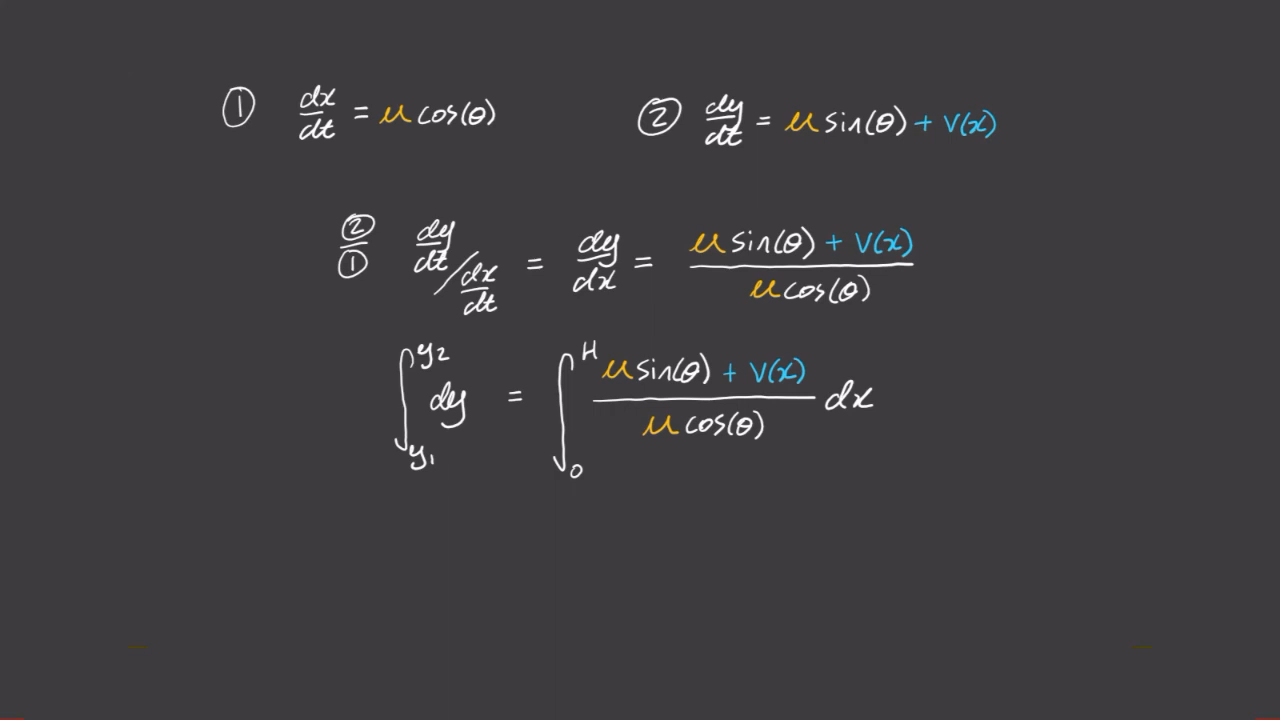 ① dx/dt = u cos(θ) ② dy/dt = u sin(θ) + v(x)
②/① dy/dt / dx/dt = dy/dx = u sin(θ) + v(x) / u cos(θ)
∫_{y₁}^{y₂} dy = ∫_0^H u sin(θ) + v(x) / u cos(θ) dx